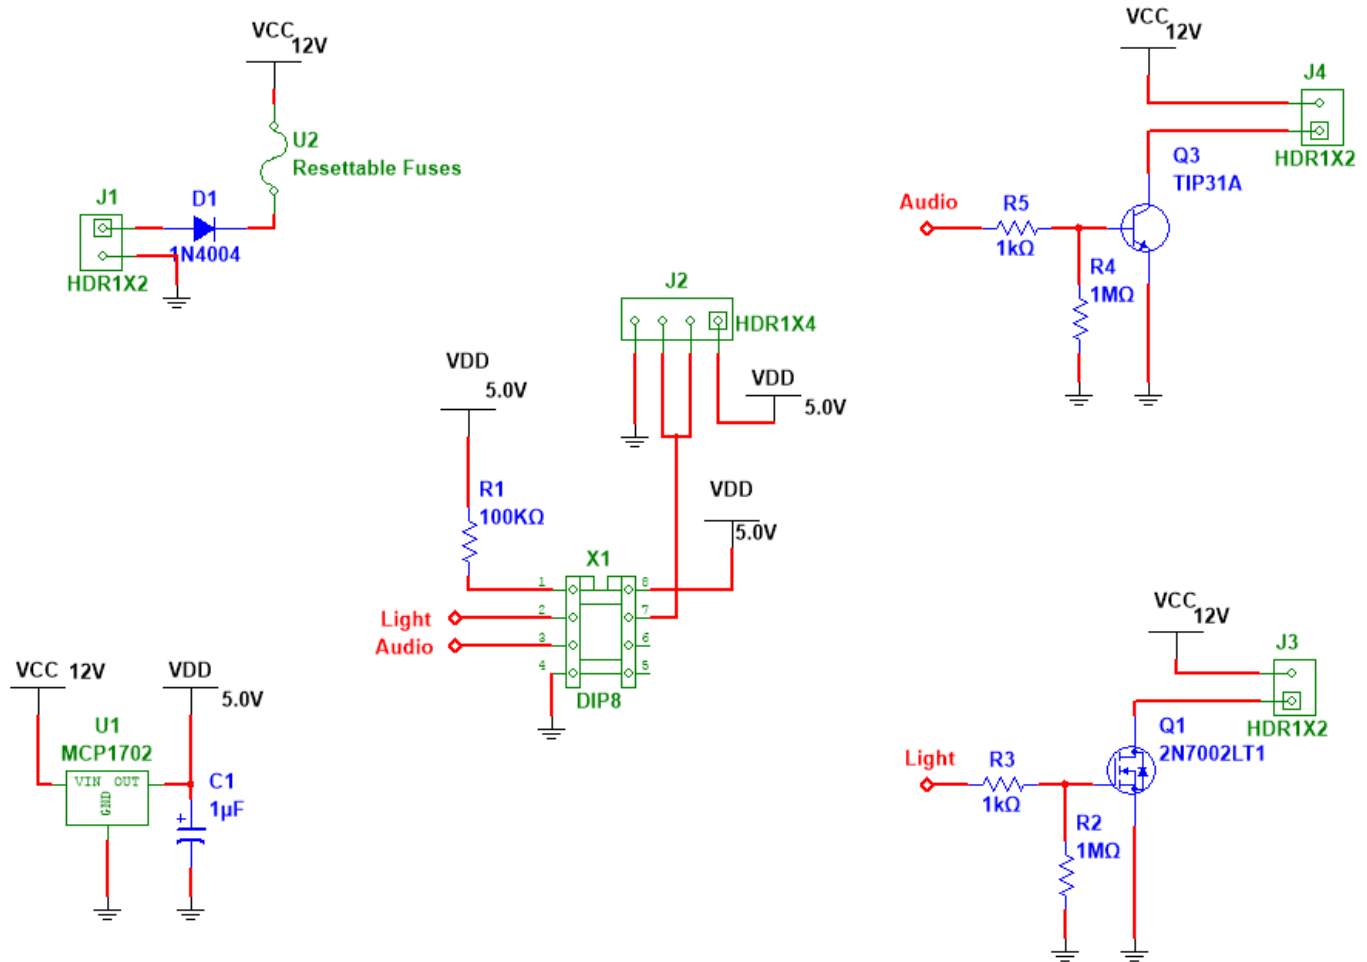 VCC
12V
U2
Resettable Fuses
J1
D1
1N4004
HDR1X2
VCC
12V
J4
HDR1X2
Q3
TIP31A
Audio
R5
1kΩ
R4
1MΩ
J2
HDR1X4
VDD
5.0V
VDD
5.0V
R1
100KΩ
VDD
5.0V
X1
1
8
Light
2
7
Audio
3
6
4
5
DIP8
VCC 12V
VDD
5.0V
U1
MCP1702
VIN OUT
GND
C1
1µF
+
VCC
12V
J3
HDR1X2
Q1
2N7002LT1
Light
R3
1kΩ
R2
1MΩ